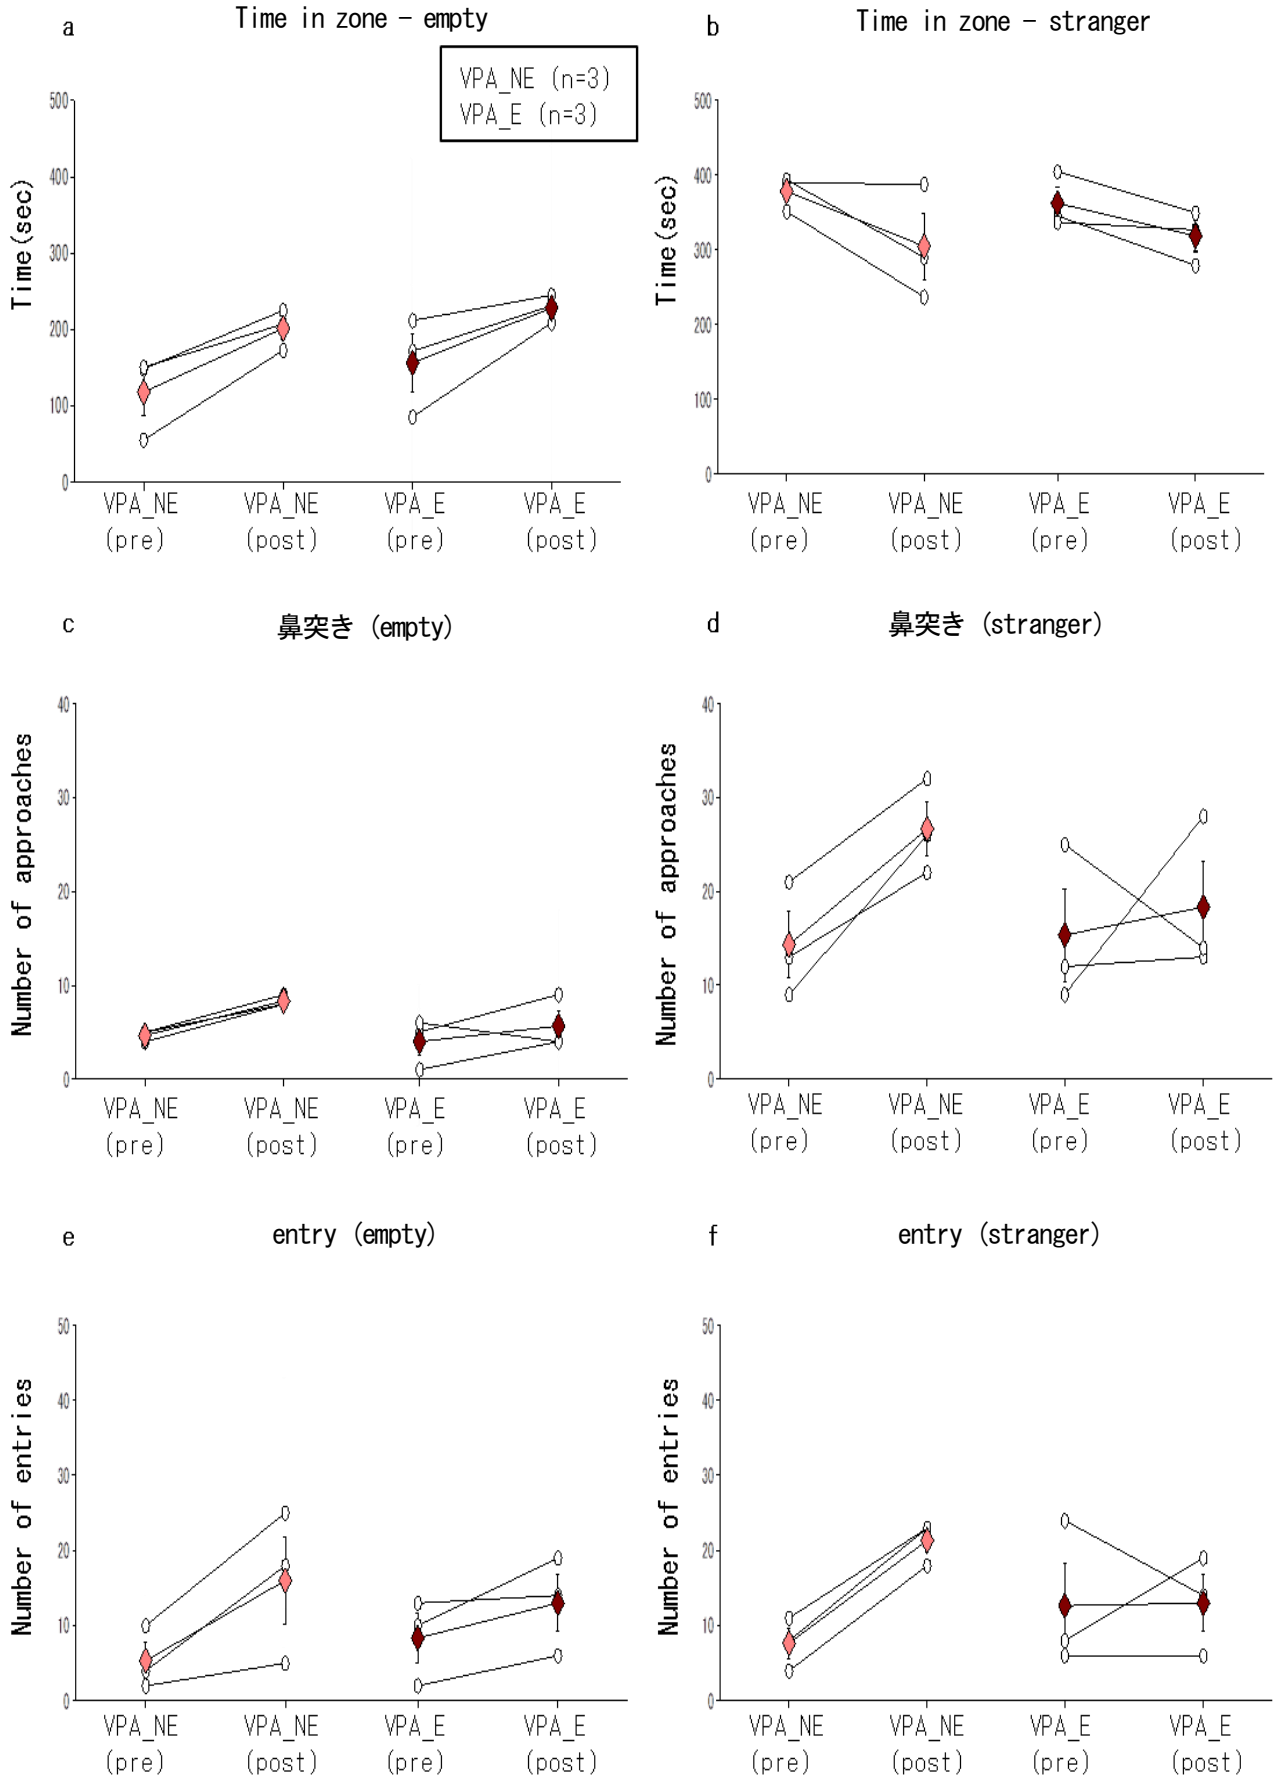 a
Time in zone – empty
VPA_NE (n=3)
VPA_E (n=3)
Time(sec)
500
400
300
200
100
0
VPA_NE
(pre)
VPA_NE
(post)
VPA_E
(pre)
VPA_E
(post)
b
Time in zone – stranger
Time(sec)
500
400
300
200
100
0
VPA_NE
(pre)
VPA_NE
(post)
VPA_E
(pre)
VPA_E
(post)
c
鼻突き (empty)
Number of approaches
40
30
20
10
0
VPA_NE
(pre)
VPA_NE
(post)
VPA_E
(pre)
VPA_E
(post)
d
鼻突き (stranger)
Number of approaches
40
30
20
10
0
VPA_NE
(pre)
VPA_NE
(post)
VPA_E
(pre)
VPA_E
(post)
e
entry (empty)
Number of entries
50
40
30
20
10
0
VPA_NE
(pre)
VPA_NE
(post)
VPA_E
(pre)
VPA_E
(post)
f
entry (stranger)
Number of entries
50
40
30
20
10
0
VPA_NE
(pre)
VPA_NE
(post)
VPA_E
(pre)
VPA_E
(post)